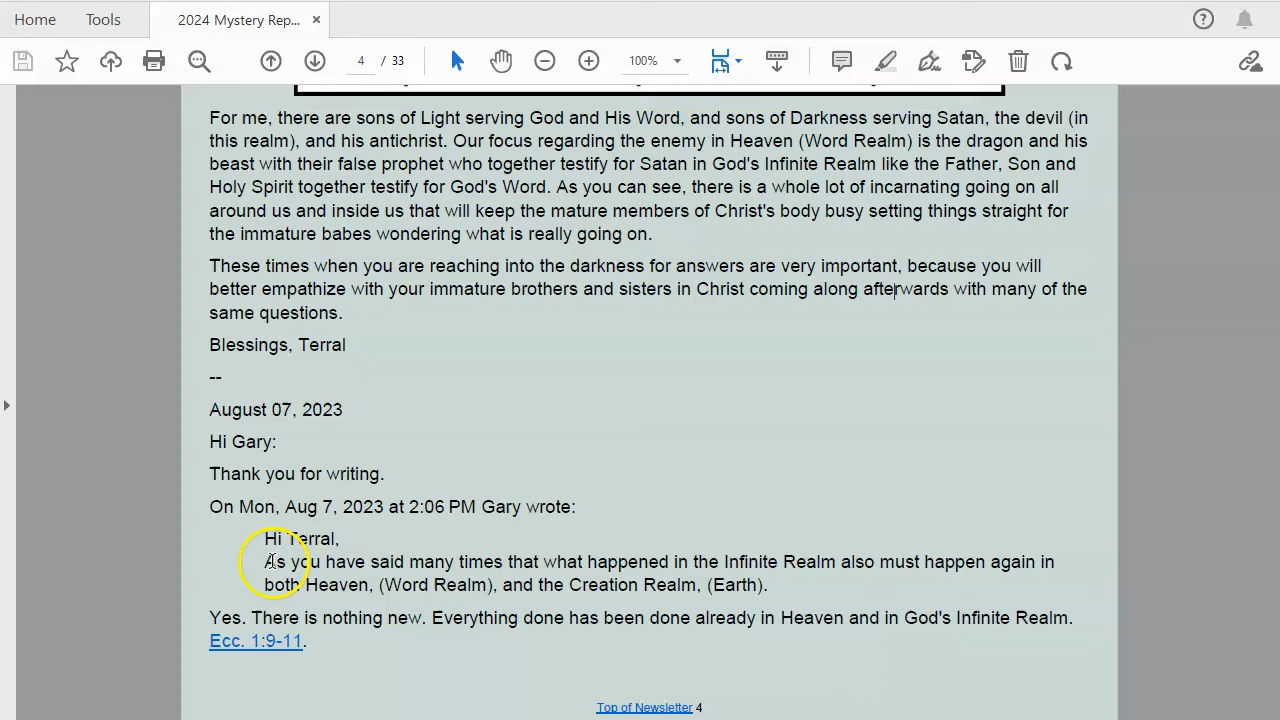 Home Tools 2024 Mystery Rep... ×
4 / 33 100%
For me, there are sons of Light serving God and His Word, and sons of Darkness serving Satan, the devil (in
this realm), and his antichrist. Our focus regarding the enemy in Heaven (Word Realm) is the dragon and his
beast with their false prophet who together testify for Satan in God's Infinite Realm like the Father, Son and
Holy Spirit together testify for God's Word. As you can see, there is a whole lot of incarnating going on all
around us and inside us that will keep the mature members of Christ's body busy setting things straight for
the immature babes wondering what is really going on.
These times when you are reaching into the darkness for answers are very important, because you will
better empathize with your immature brothers and sisters in Christ coming along afterwards with many of the
same questions.
Blessings, Terral
--
August 07, 2023
Hi Gary:
Thank you for writing.
On Mon, Aug 7, 2023 at 2:06 PM Gary wrote:
Hi Terral,
As you have said many times that what happened in the Infinite Realm also must happen again in
both Heaven, (Word Realm), and the Creation Realm, (Earth).
Yes. There is nothing new. Everything done has been done already in Heaven and in God's Infinite Realm.
Ecc. 1:9-11.
Top of Newsletter 4